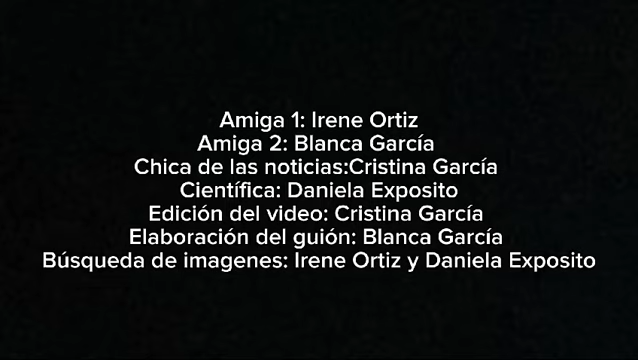 Amiga 1: Irene Ortiz
Amiga 2: Blanca García
Chica de las noticias:Cristina García
Científica: Daniela Exposito
Edición del video: Cristina García
Elaboración del guión: Blanca García
Búsqueda de imagenes: Irene Ortiz y Daniela Exposito